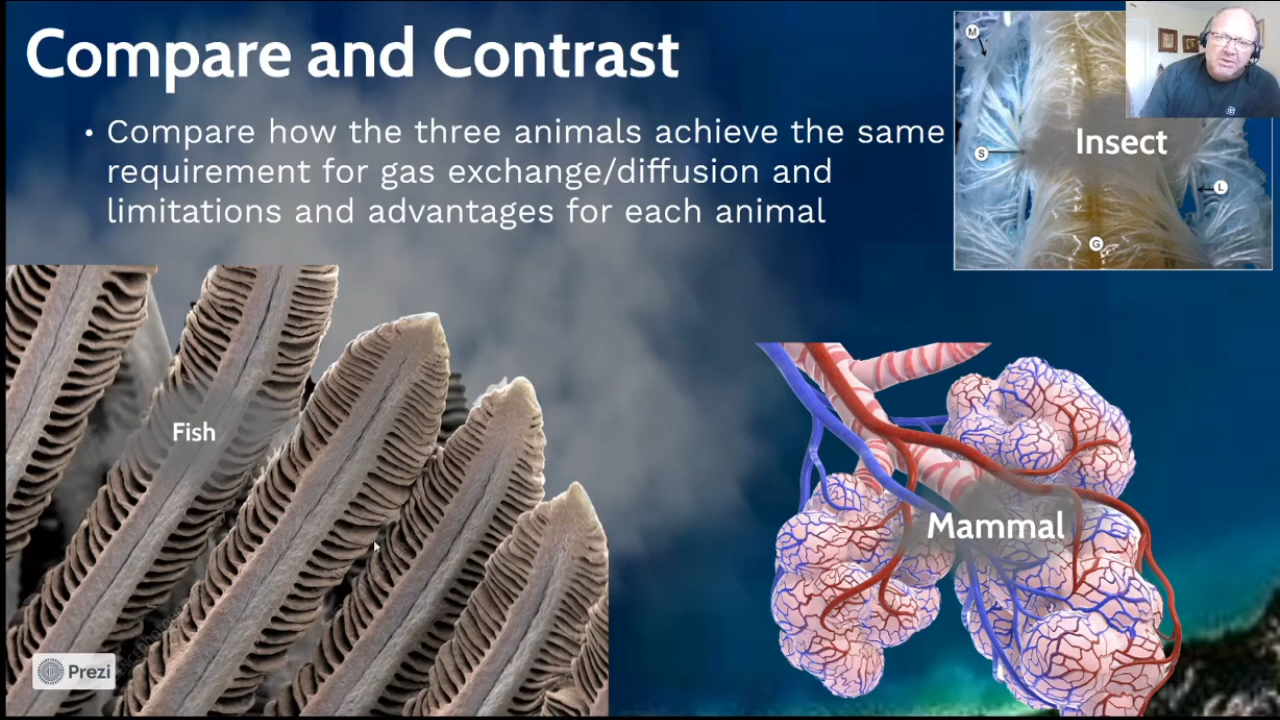 Compare and Contrast
• Compare how the three animals achieve the same
requirement for gas exchange/diffusion and
limitations and advantages for each animal
M
Insect
S
L
G
Fish
Mammal
Prezi